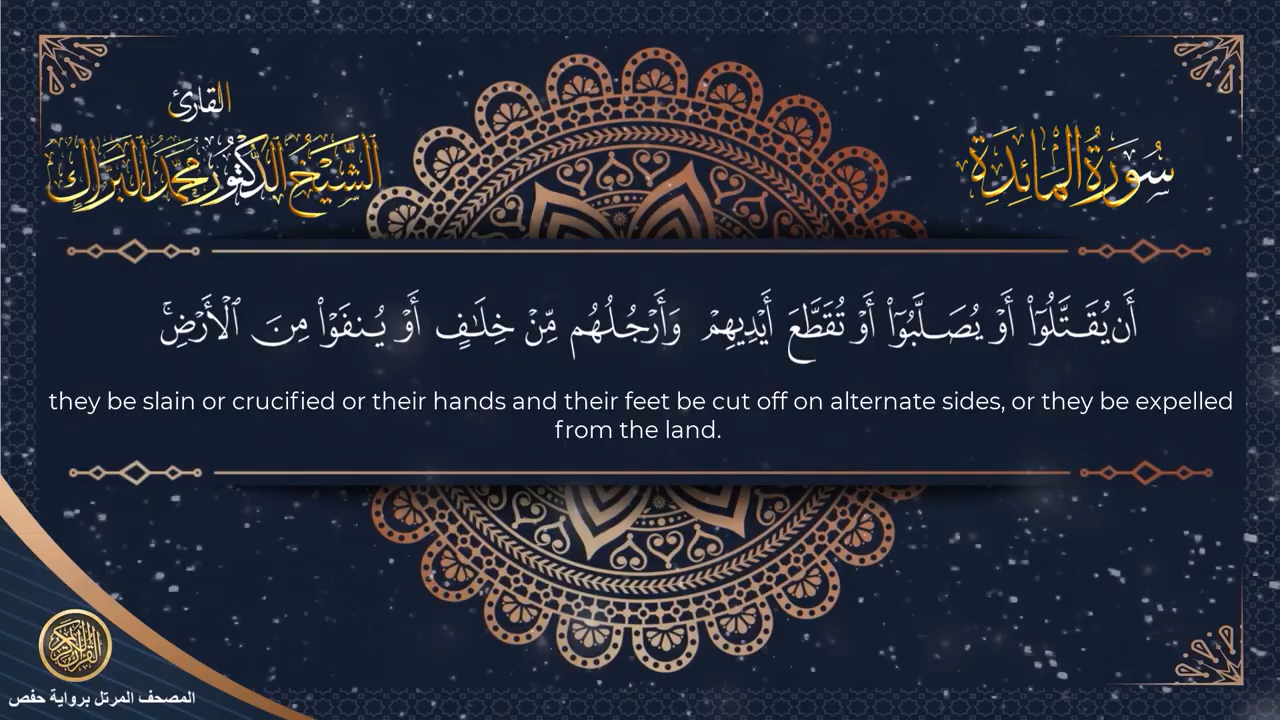 القارئ
الشيخ الدكتور محمد البراك
سورة المائدة
أَن يُقَتَّلُوٓا۟ أَوْ يُصَلَّبُوٓا۟ أَوْ تُقَطَّعَ أَيْدِيهِمْ وَأَرْجُلُهُم مِّنْ خِلَٰفٍ أَوْ يُنفَوْا۟ مِنَ ٱلْأَرْضِ ۚ
they be slain or crucified or their hands and their feet be cut off on alternate sides, or they be expelled
from the land.
القرآن الكريم
المصحف المرتل برواية حفص